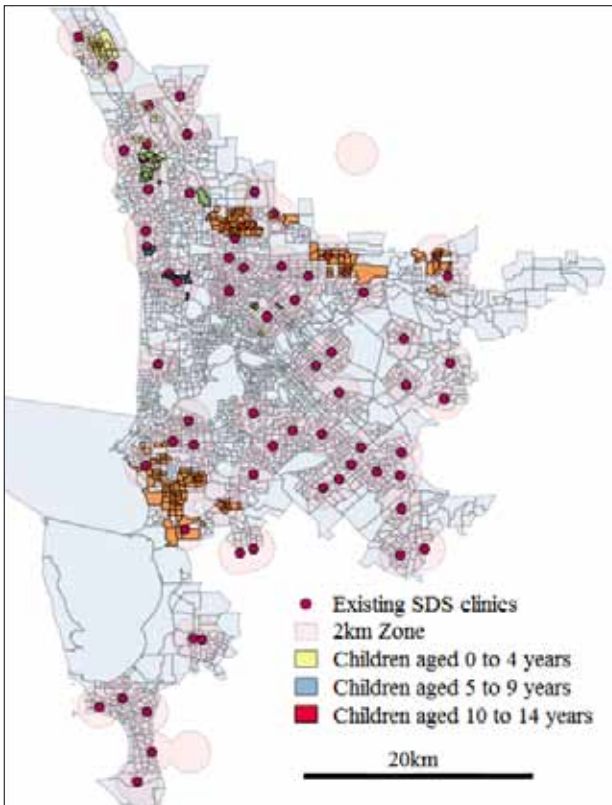 Existing SDS clinics
2km Zone
Children aged 0 to 4 years
Children aged 5 to 9 years
Children aged 10 to 14 years
20km